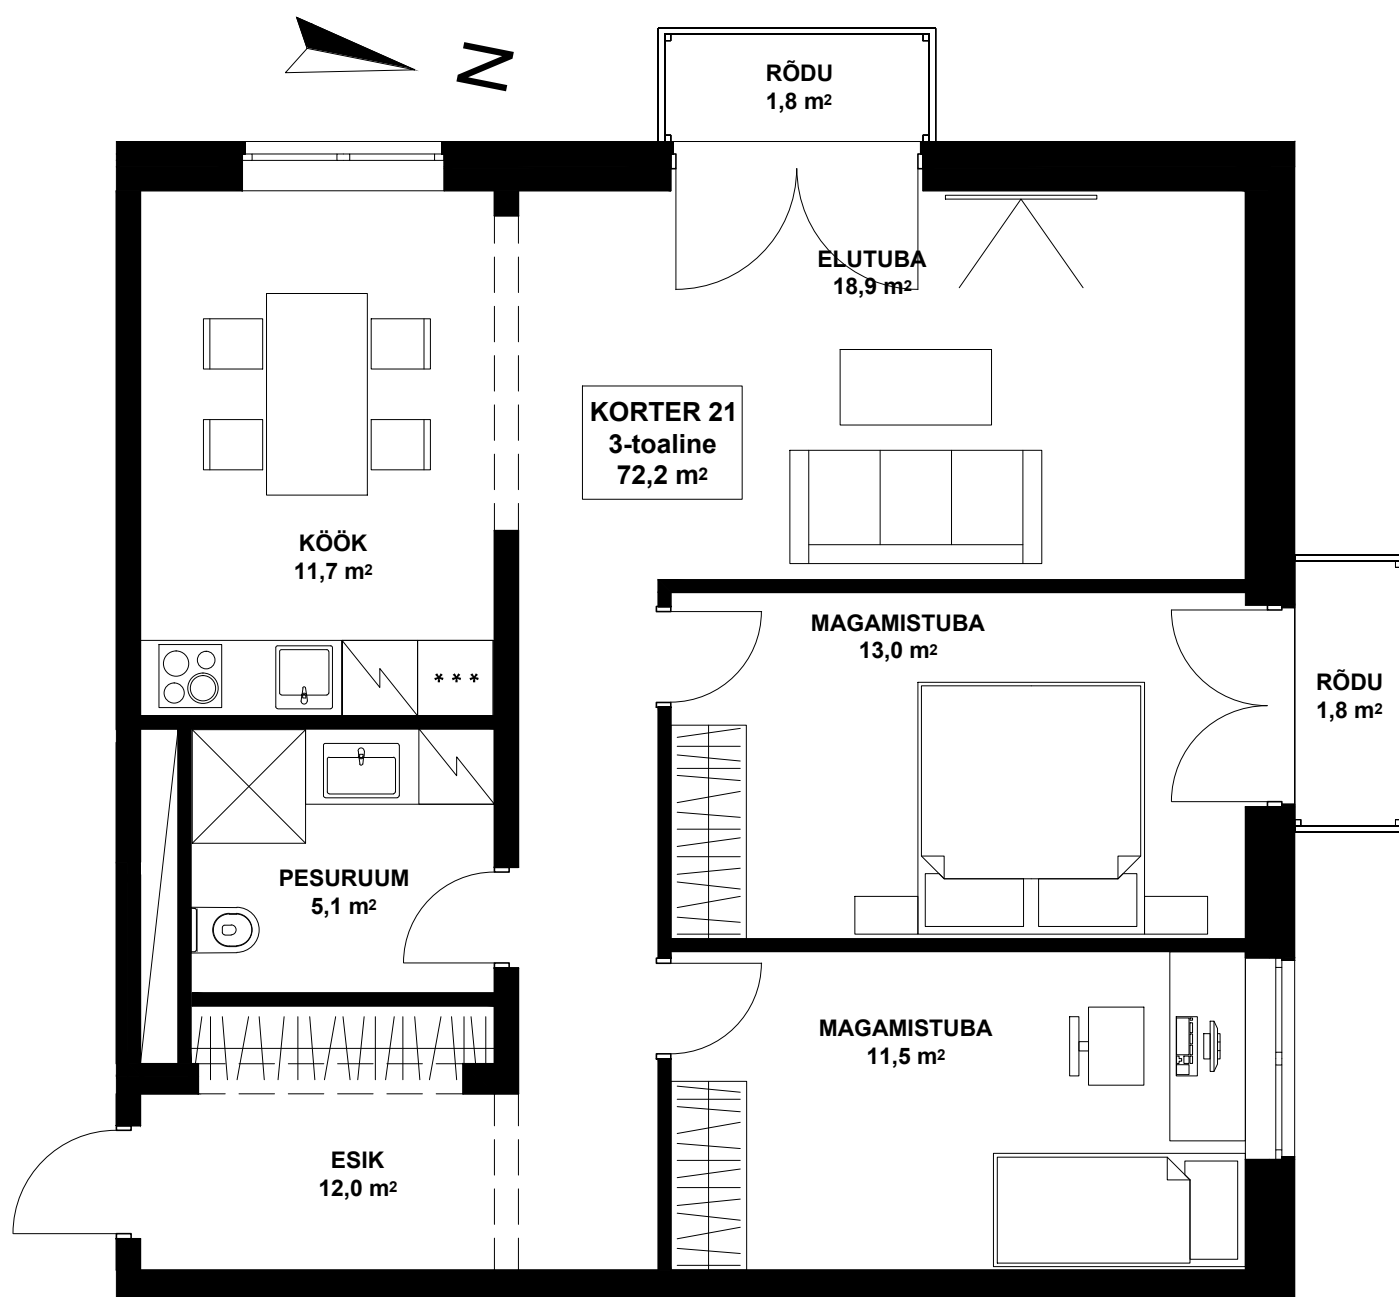 N
RÕDU
1,8 m²
ELUTUBA
18,9 m²
KORTER 21
3-toaline
72,2 m²
KÖÖK
11,7 m²
* * *
MAGAMISTUBA
13,0 m²
RÕDU
1,8 m²
PESURUUM
5,1 m²
MAGAMISTUBA
11,5 m²
ESIK
12,0 m²